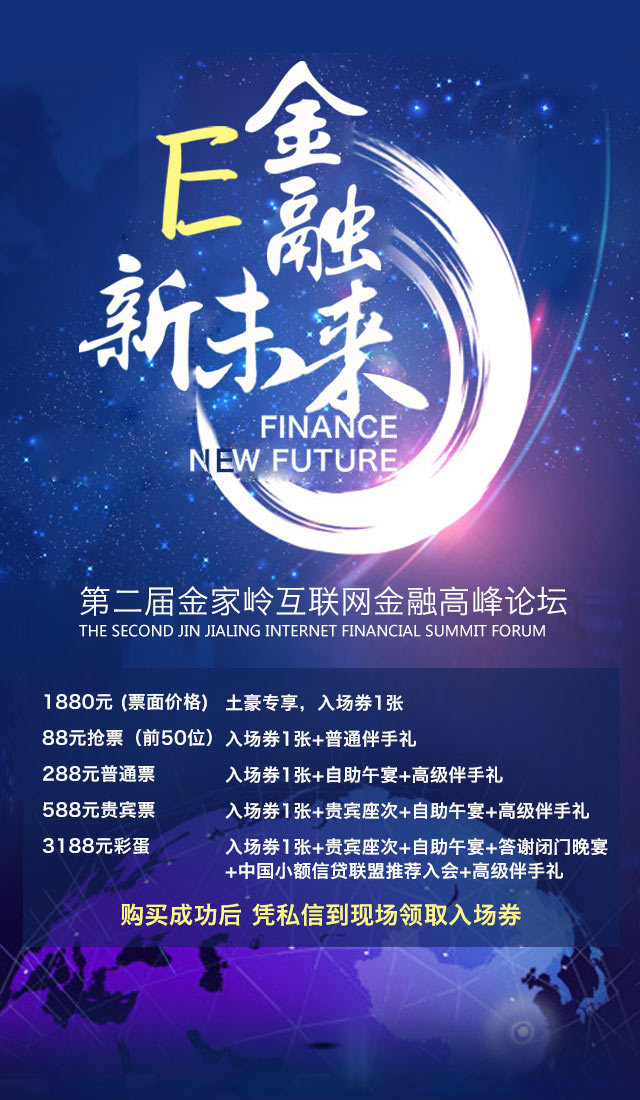 E金融
新未来
FINANCE
NEW FUTURE
第二届金家岭互联网金融高峰论坛
THE SECOND JIN JIALING INTERNET FINANCIAL SUMMIT FORUM
1880元 (票面价格) 土豪专享，入场券1张
88元抢票（前50位）入场券1张+普通伴手礼
288元普通票 入场券1张+自助午宴+高级伴手礼
588元贵宾票 入场券1张+贵宾座次+自助午宴+高级伴手礼
3188元彩蛋 入场券1张+贵宾座次+自助午宴+答谢闭门晚宴
+中国小额信贷联盟推荐入会+高级伴手礼
购买成功后 凭私信到现场领取入场券